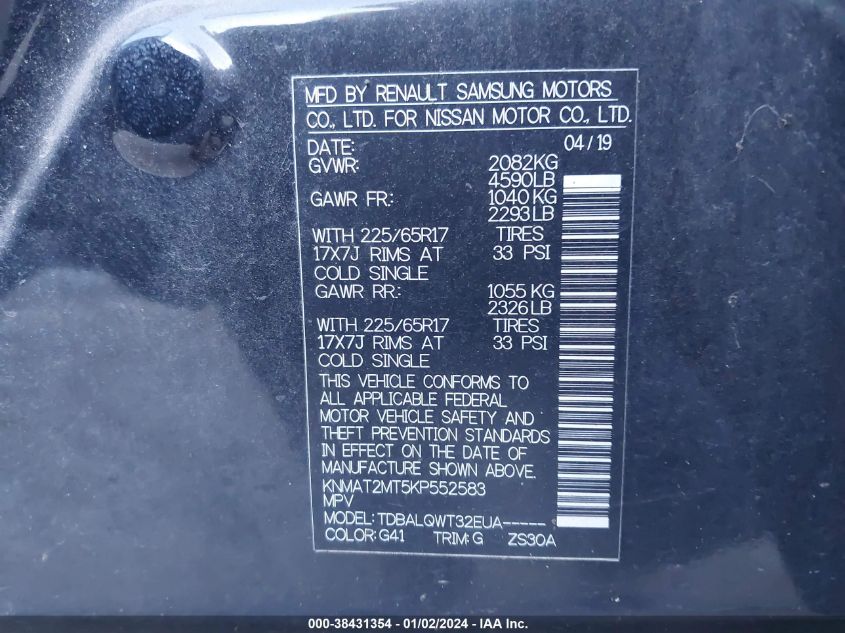 MFD BY RENAULT SAMSUNG MOTORS
CO., LTD. FOR NISSAN MOTOR CO., LTD.
DATE: 04/19
GVWR: 2082KG
4590LB
GAWR FR: 1040KG
2293LB
WITH 225/65R17 TIRES
17X7J RIMS AT 33 PSI
COLD SINGLE
GAWR RR: 1055KG
2326LB
WITH 225/65R17 TIRES
17X7J RIMS AT 33 PSI
COLD SINGLE
THIS VEHICLE CONFORMS TO
ALL APPLICABLE FEDERAL
MOTOR VEHICLE SAFETY AND
THEFT PREVENTION STANDARDS
IN EFFECT ON THE DATE OF
MANUFACTURE SHOWN ABOVE.
KNMAT2MT5KP552583
MPV
MODEL: TDBALQWT32EUA-----
COLOR: G41 TRIM: G ZS30A
000-38431354 - 01/02/2024 - IAA Inc.